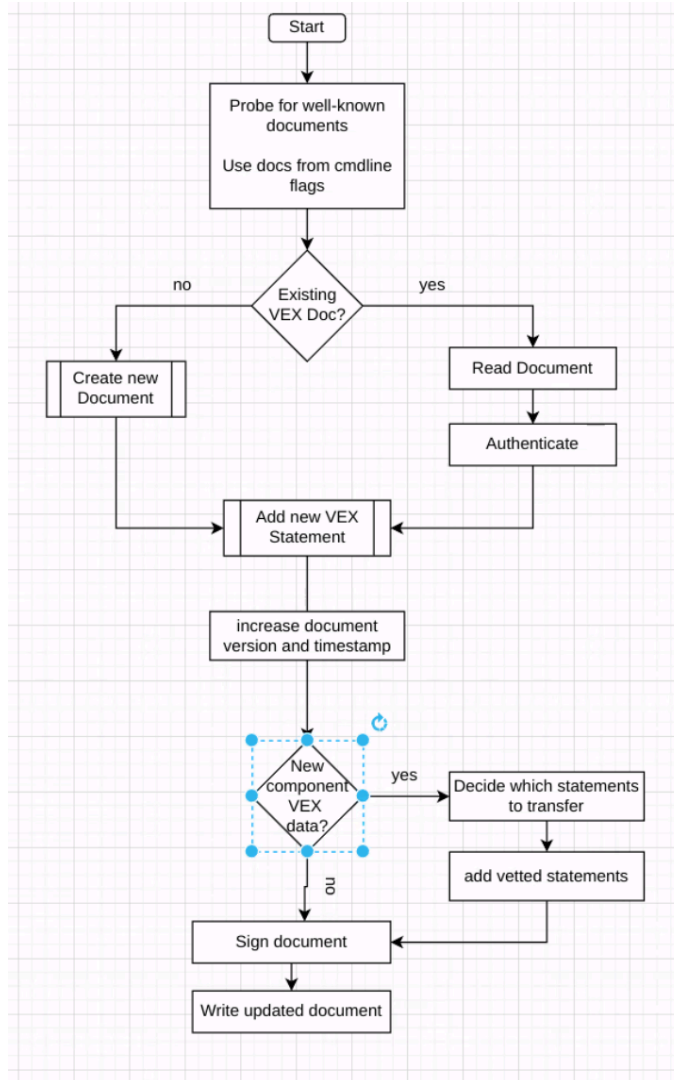 Start
Probe for well-known
documents
Use docs from cmdline
flags
Existing
VEX Doc?
no
yes
Create new
Document
Read Document
Authenticate
Add new VEX
Statement
increase document
version and timestamp
New
component
VEX
data?
yes
no
Decide which statements
to transfer
add vetted statements
Sign document
Write updated document